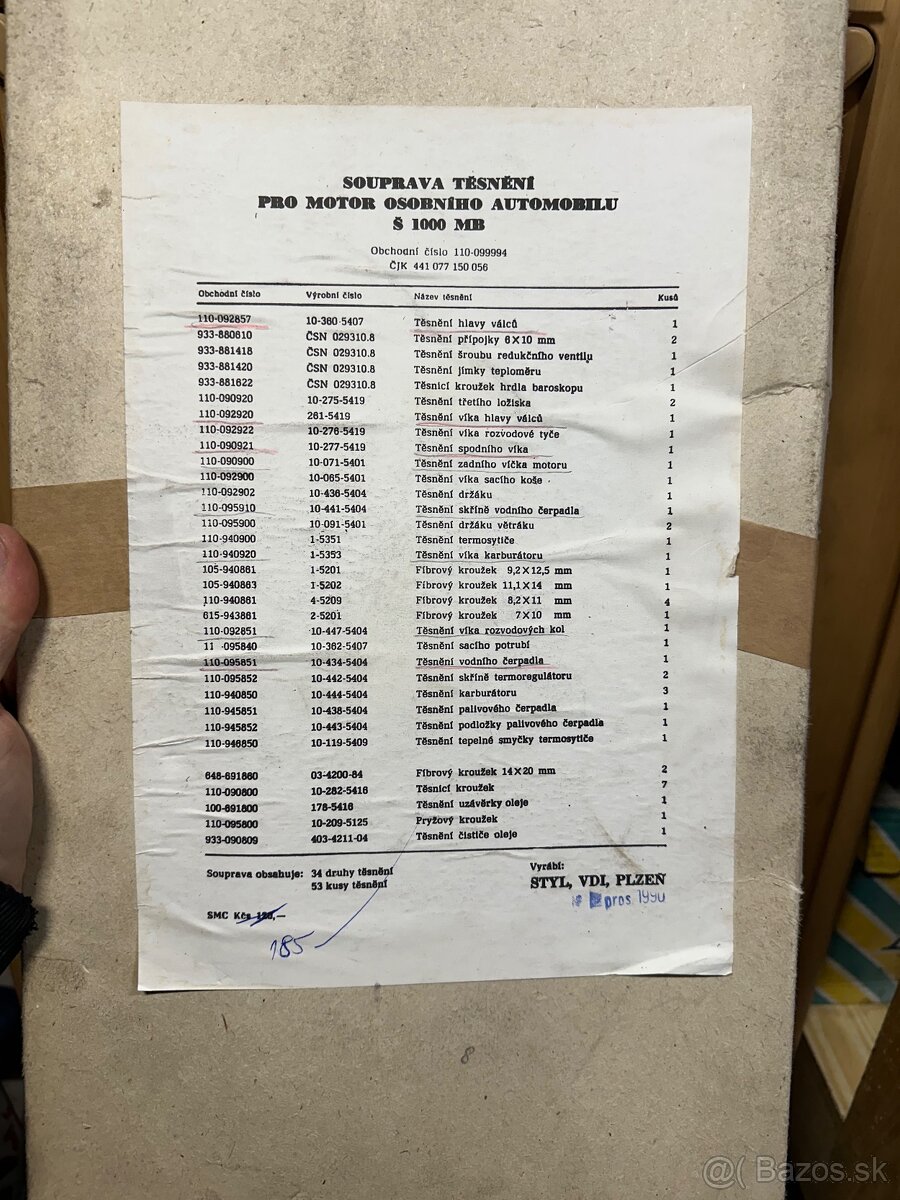 SOUPRAVA TĚSNĚNÍ
PRO MOTOR OSOBNÍHO AUTOMOBILU
Š 1000 MB
Obchodní číslo 110-099994
ČJK 441 077 150 056
Obchodní číslo Výrobní číslo Název těsnění Kusů
110-092857 10-360-5407 Těsnění hlavy válců 1
933-880610 ČSN 029310.8 Těsnění přípojky 6×10 mm 2
933-881418 ČSN 029310.8 Těsnění šroubu redukčního ventilu 1
933-881420 ČSN 029310.8 Těsnění jímky teploměru 1
933-881622 ČSN 029310.8 Těsnicí kroužek hrdla baroskopu 1
110-090920 10-275-5419 Těsnění třetího ložiska 2
110-092920 261-5419 Těsnění víka hlavy válců 1
110-092922 10-276-5419 Těsnění víka rozvodové tyče 1
110-090921 10-277-5419 Těsnění spodního víka 1
110-090900 10-071-5401 Těsnění zadního víčka motoru 1
110-092900 10-065-5401 Těsnění víka sacího koše 1
110-092902 10-436-5404 Těsnění držáku 1
110-095910 10-441-5404 Těsnění skříně vodního čerpadla 1
110-095900 10-091-5401 Těsnění držáku větráku 2
110-940900 1-5351 Těsnění termosytiče 1
110-940920 1-5353 Těsnění víka karburátoru 1
105-940861 1-5201 Fíbrový kroužek 9,2×12,5 mm 1
105-940863 1-5202 Fíbrový kroužek 11,1×14 mm 1
110-940861 4-5209 Fíbrový kroužek 8,2×11 mm 4
615-943861 2-5201 Fíbrový kroužek 7×10 mm 1
110-092851 10-447-5404 Těsnění víka rozvodových kol 1
11 -095840 10-362-5407 Těsnění sacího potrubí 1
110-095851 10-434-5404 Těsnění vodního čerpadla 1
110-095852 10-442-5404 Těsnění skříně termoregulátoru 2
110-940850 10-444-5404 Těsnění karburátoru 3
110-945851 10-438-5404 Těsnění palivového čerpadla 1
110-945852 10-443-5404 Těsnění podložky palivového čerpadla 1
110-946850 10-119-5409 Těsnění tepelné smyčky termosytiče 1
648-691860 03-4200-84 Fíbrový kroužek 14×20 mm 2
110-090800 10-282-5416 Těsnicí kroužek 7
100-691800 178-5416 Těsnění uzávěrky oleje 1
110-095800 10-209-5125 Pryžový kroužek 1
933-090809 403-4211-04 Těsnění čističe oleje 1
Souprava obsahuje: 34 druhy těsnění
53 kusy těsnění
Vyrábí:
STYL, VDI, PLZEŇ
pros 1990
SMC Kčs 120,—
185
8
@( Bazos.sk